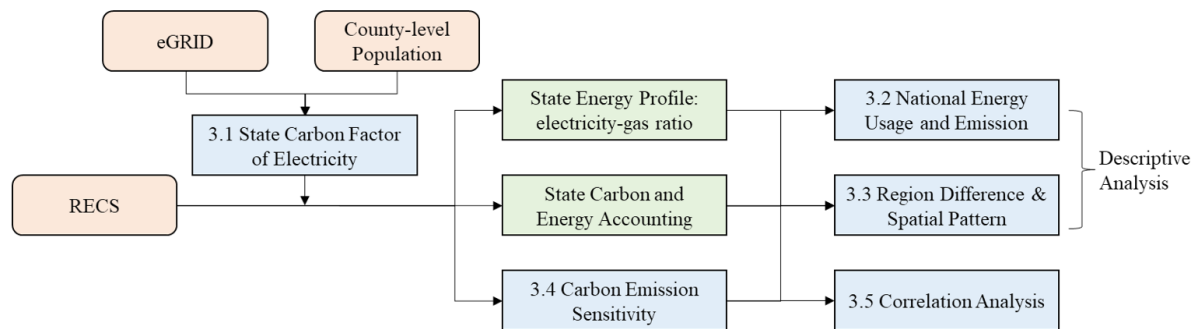 eGRID
County-level
Population
3.1 State Carbon Factor
of Electricity
RECS
State Energy Profile:
electricity-gas ratio
State Carbon and
Energy Accounting
3.4 Carbon Emission
Sensitivity
3.2 National Energy
Usage and Emission
3.3 Region Difference &
Spatial Pattern
3.5 Correlation Analysis
Descriptive
Analysis